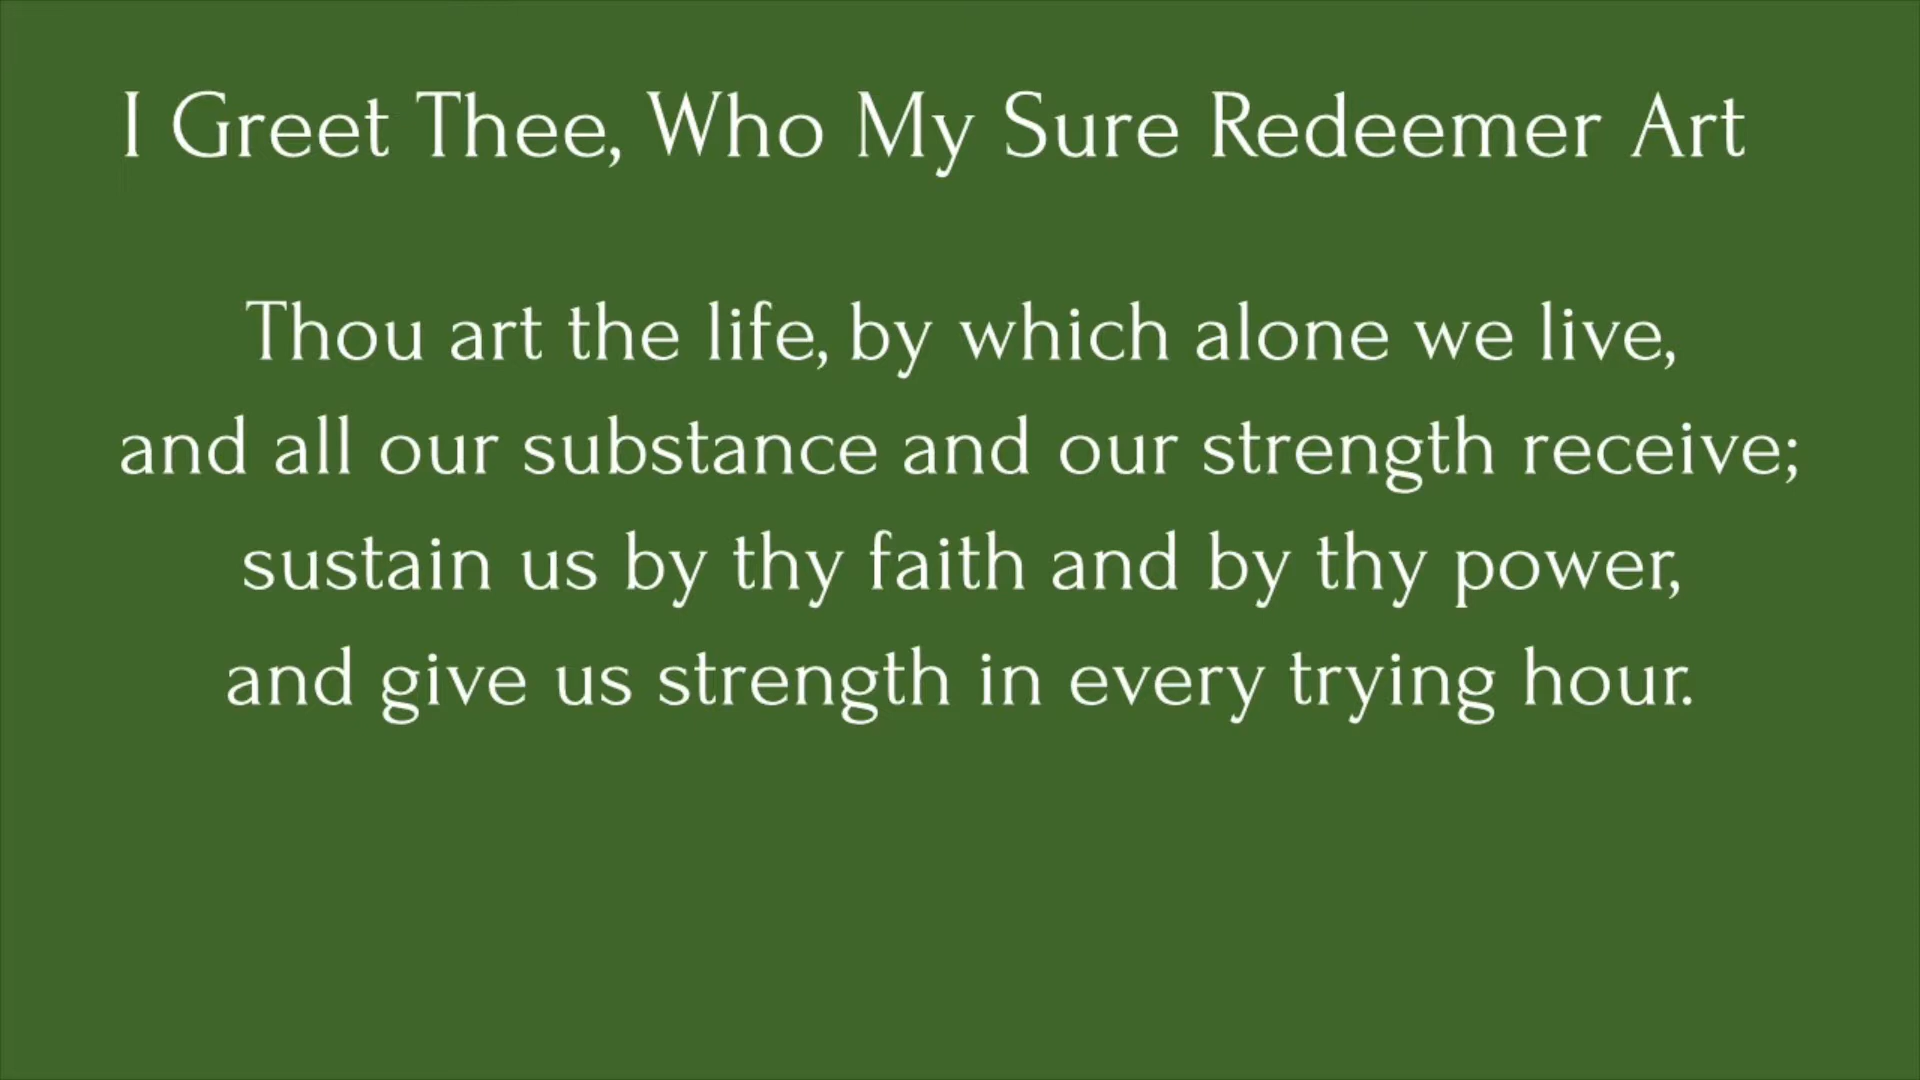 I Greet Thee, Who My Sure Redeemer Art
Thou art the life, by which alone we live,
and all our substance and our strength receive;
sustain us by thy faith and by thy power,
and give us strength in every trying hour.